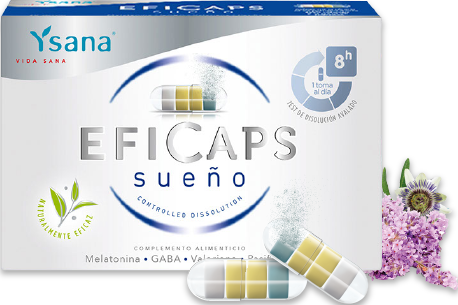 Ysana®
VIDA SANA
8h
1 toma
al día
TEST DE DISOLUCIÓN AVALADO
EFICAPS
sueño
CONTROLLED DISSOLUTION
NATURALMENTE EFICAZ
COMPLEMENTO ALIMENTICIO
Melatonina • GABA • Valeriana